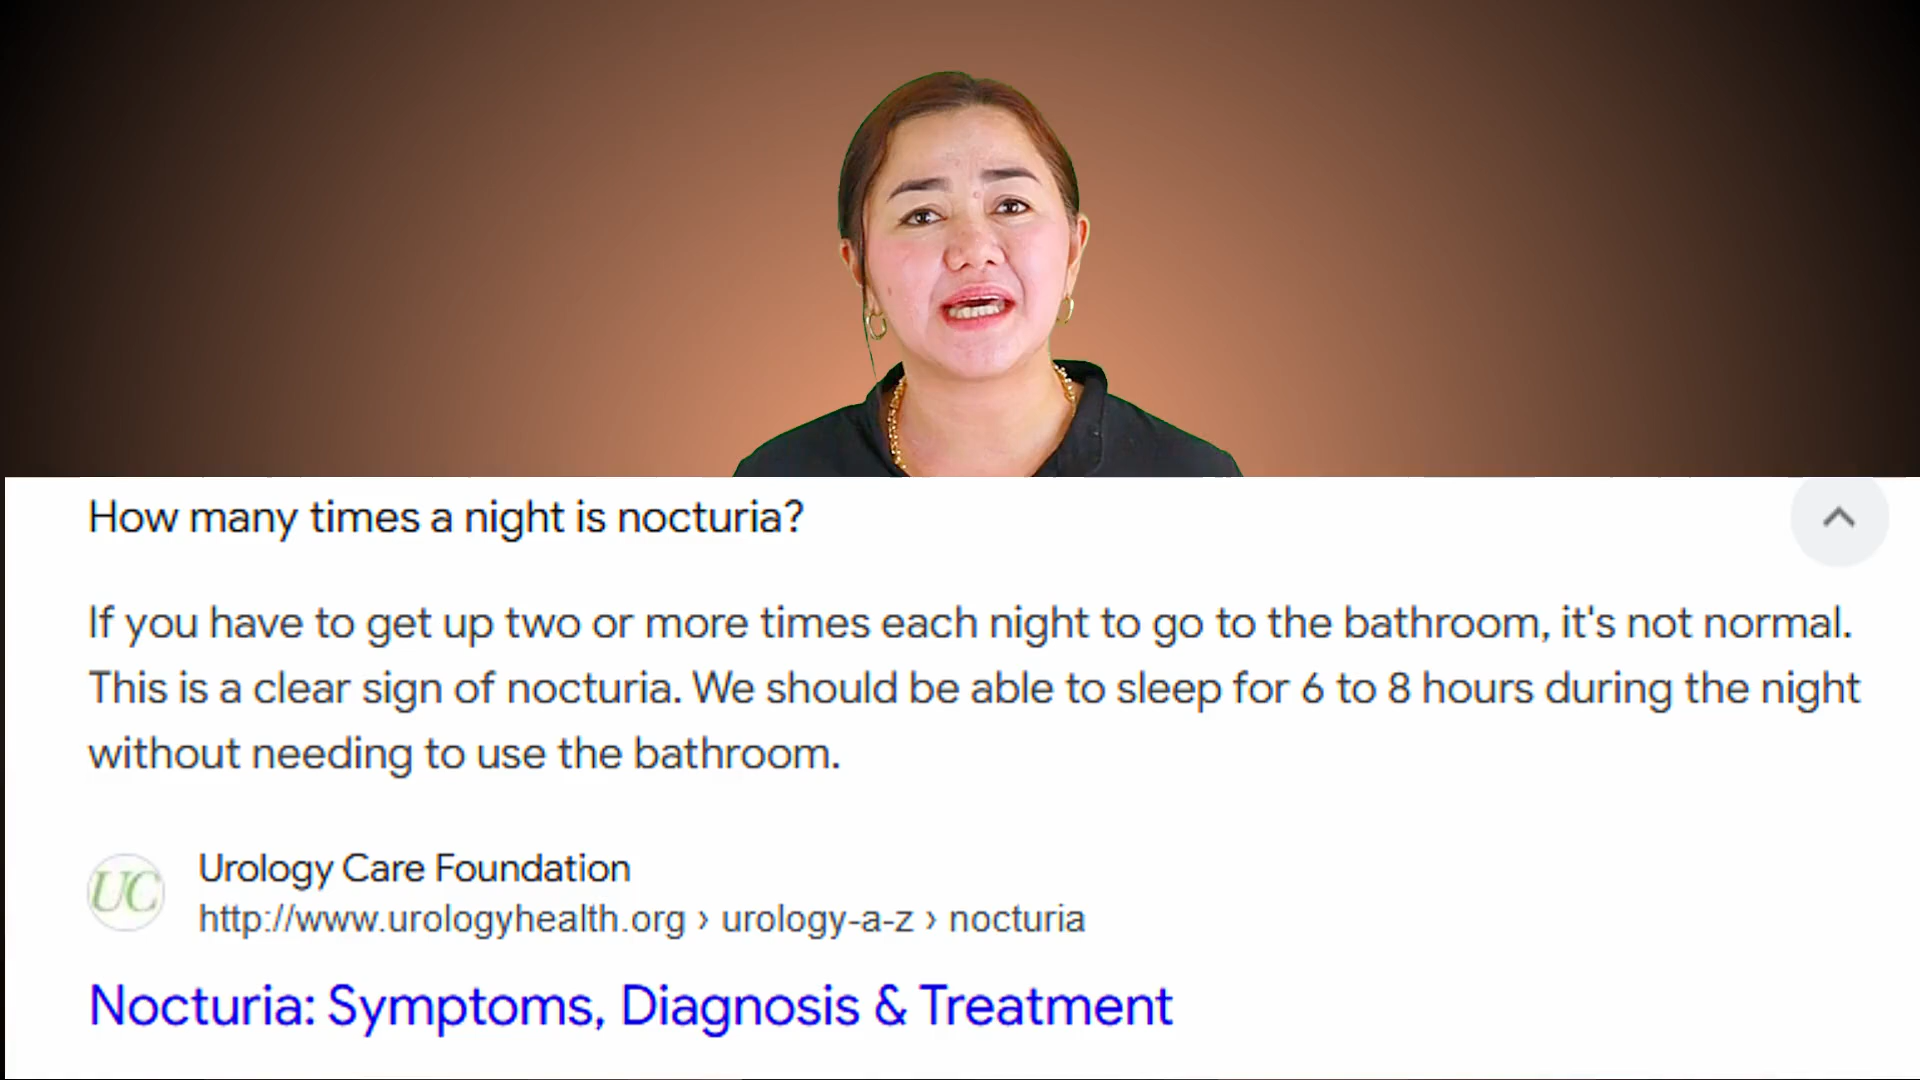 How many times a night is nocturia?
If you have to get up two or more times each night to go to the bathroom, it's not normal.
This is a clear sign of nocturia. We should be able to sleep for 6 to 8 hours during the night
without needing to use the bathroom.
UC
Urology Care Foundation
http://www.urologyhealth.org › urology-a-z › nocturia
Nocturia: Symptoms, Diagnosis & Treatment